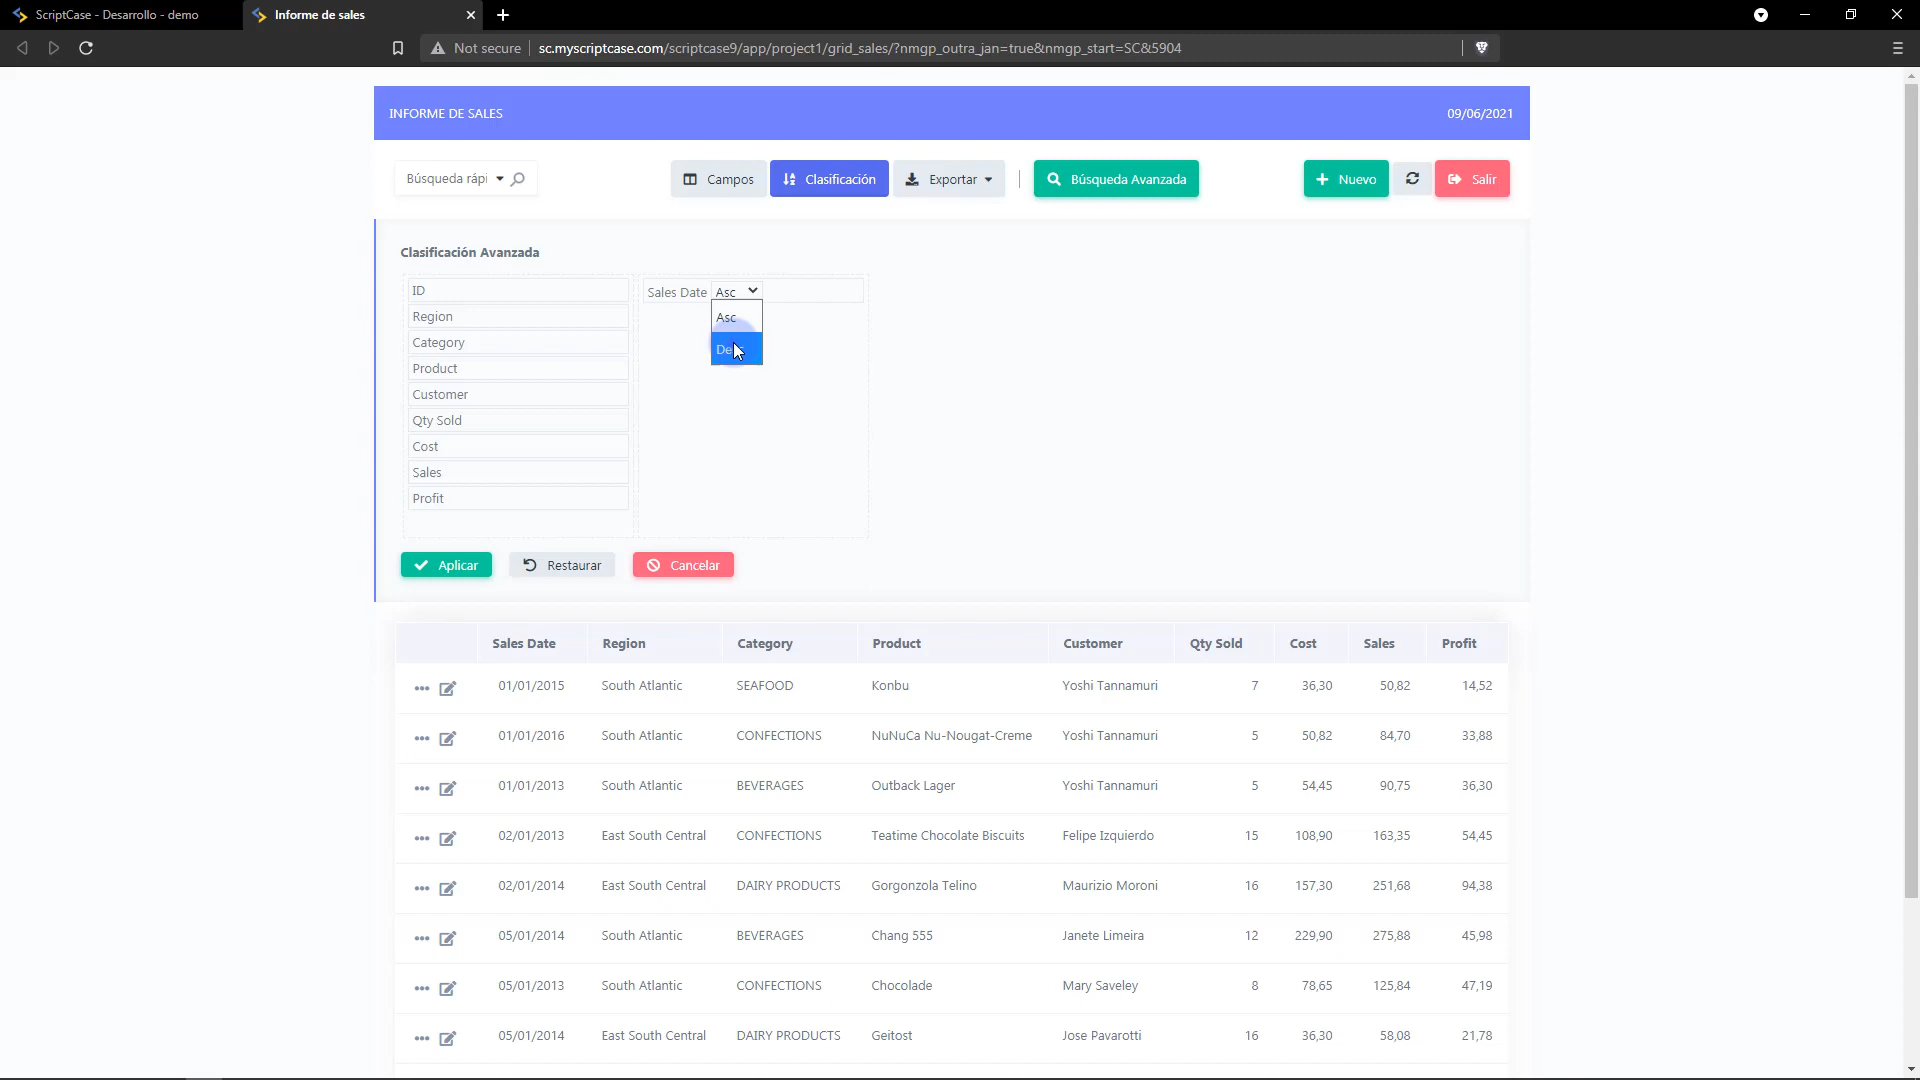 ScriptCase - Desarrollo - demo
Informe de sales
Not secure
sc.myscriptcase.com/scriptcase9/app/project1/grid_sales/?nmgp_outra_jan=true&nmgp_start=SC&5904
INFORME DE SALES
09/06/2021
Búsqueda rápi
Campos
Clasificación
Exportar
Búsqueda Avanzada
Nuevo
Salir
Clasificación Avanzada
ID
Region
Category
Product
Customer
Qty Sold
Cost
Sales
Profit
Sales Date Asc
Asc
Aplicar
Restaurar
Cancelar
Sales Date Region Category Product Customer Qty Sold Cost Sales Profit
01/01/2015 South Atlantic SEAFOOD Konbu Yoshi Tannamuri 7 36,30 50,82 14,52
01/01/2016 South Atlantic CONFECTIONS NuNuCa Nu-Nougat-Creme Yoshi Tannamuri 5 50,82 84,70 33,88
01/01/2013 South Atlantic BEVERAGES Outback Lager Yoshi Tannamuri 5 54,45 90,75 36,30
02/01/2013 East South Central CONFECTIONS Teatime Chocolate Biscuits Felipe Izquierdo 15 108,90 163,35 54,45
02/01/2014 East South Central DAIRY PRODUCTS Gorgonzola Telino Maurizio Moroni 16 157,30 251,68 94,38
05/01/2014 South Atlantic BEVERAGES Chang 555 Janete Limeira 12 229,90 275,88 45,98
05/01/2013 South Atlantic CONFECTIONS Chocolade Mary Saveley 8 78,65 125,84 47,19
05/01/2014 East South Central DAIRY PRODUCTS Geitost Jose Pavarotti 16 36,30 58,08 21,78